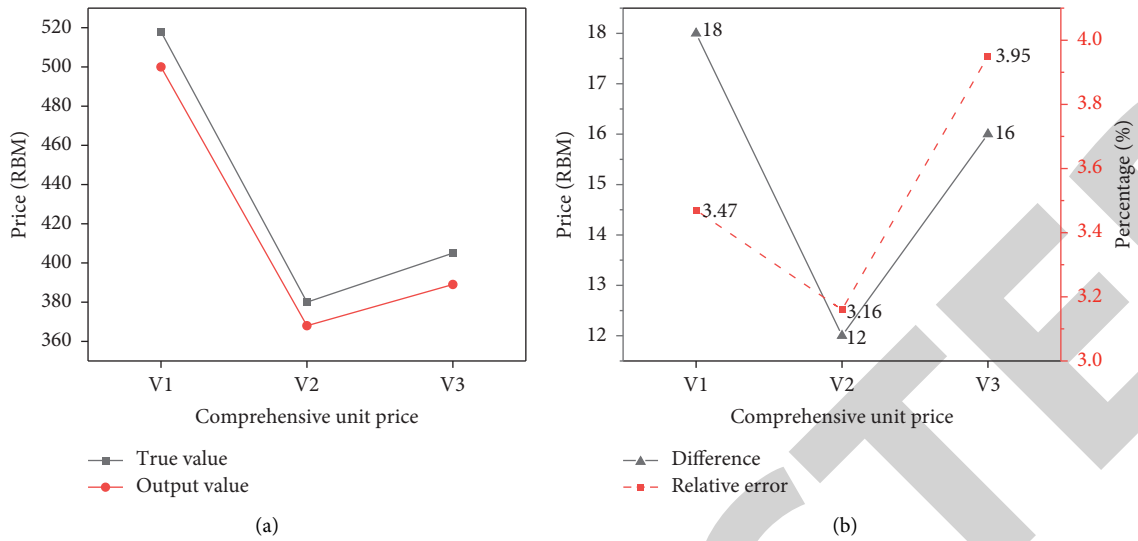 520
500
480
460
440
420
400
380
360
Price (RBM)
V1
V2
V3
Comprehensive unit price
True value
Output value
(a)
18
17
16
15
14
13
12
Price (RBM)
18
3.47
3.16
12
3.95
16
4.0
3.8
3.6
3.4
3.2
3.0
Percentage (%)
V1
V2
V3
Comprehensive unit price
Difference
Relative error
(b)